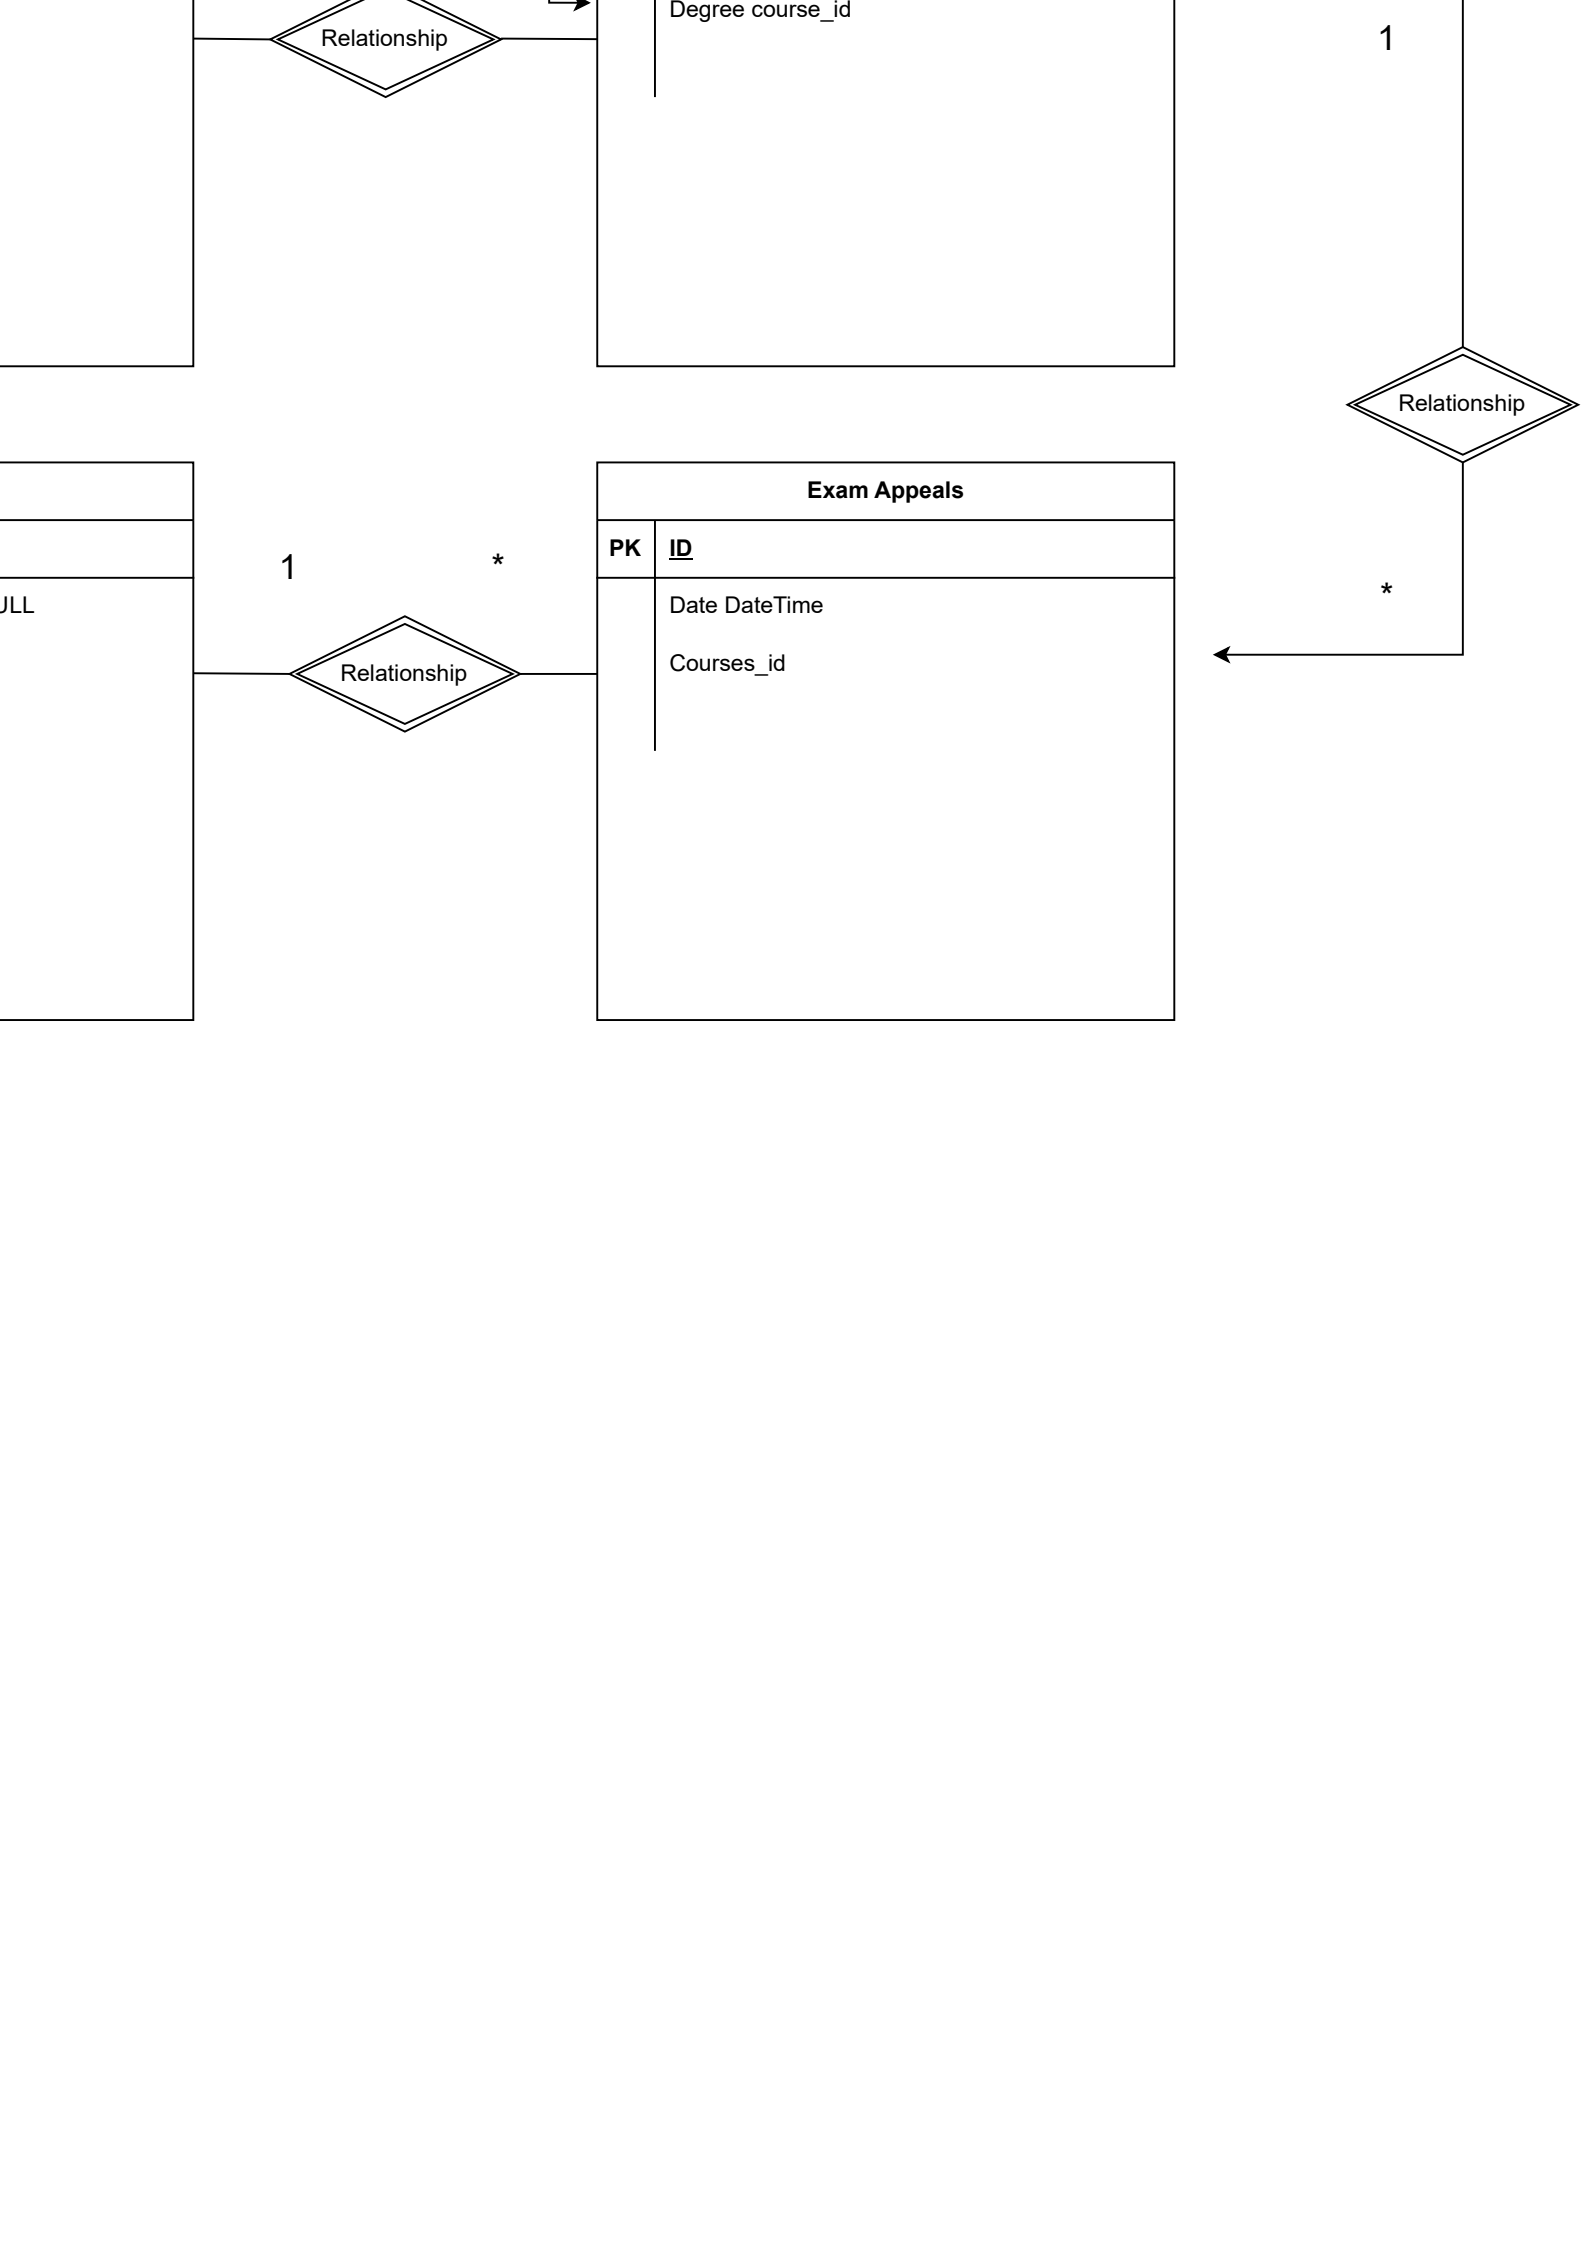 Degree course_id
Relationship
1
Relationship
Exam Appeals
PK ID
1
*
*
Date DateTime
ULL
Courses_id
Relationship